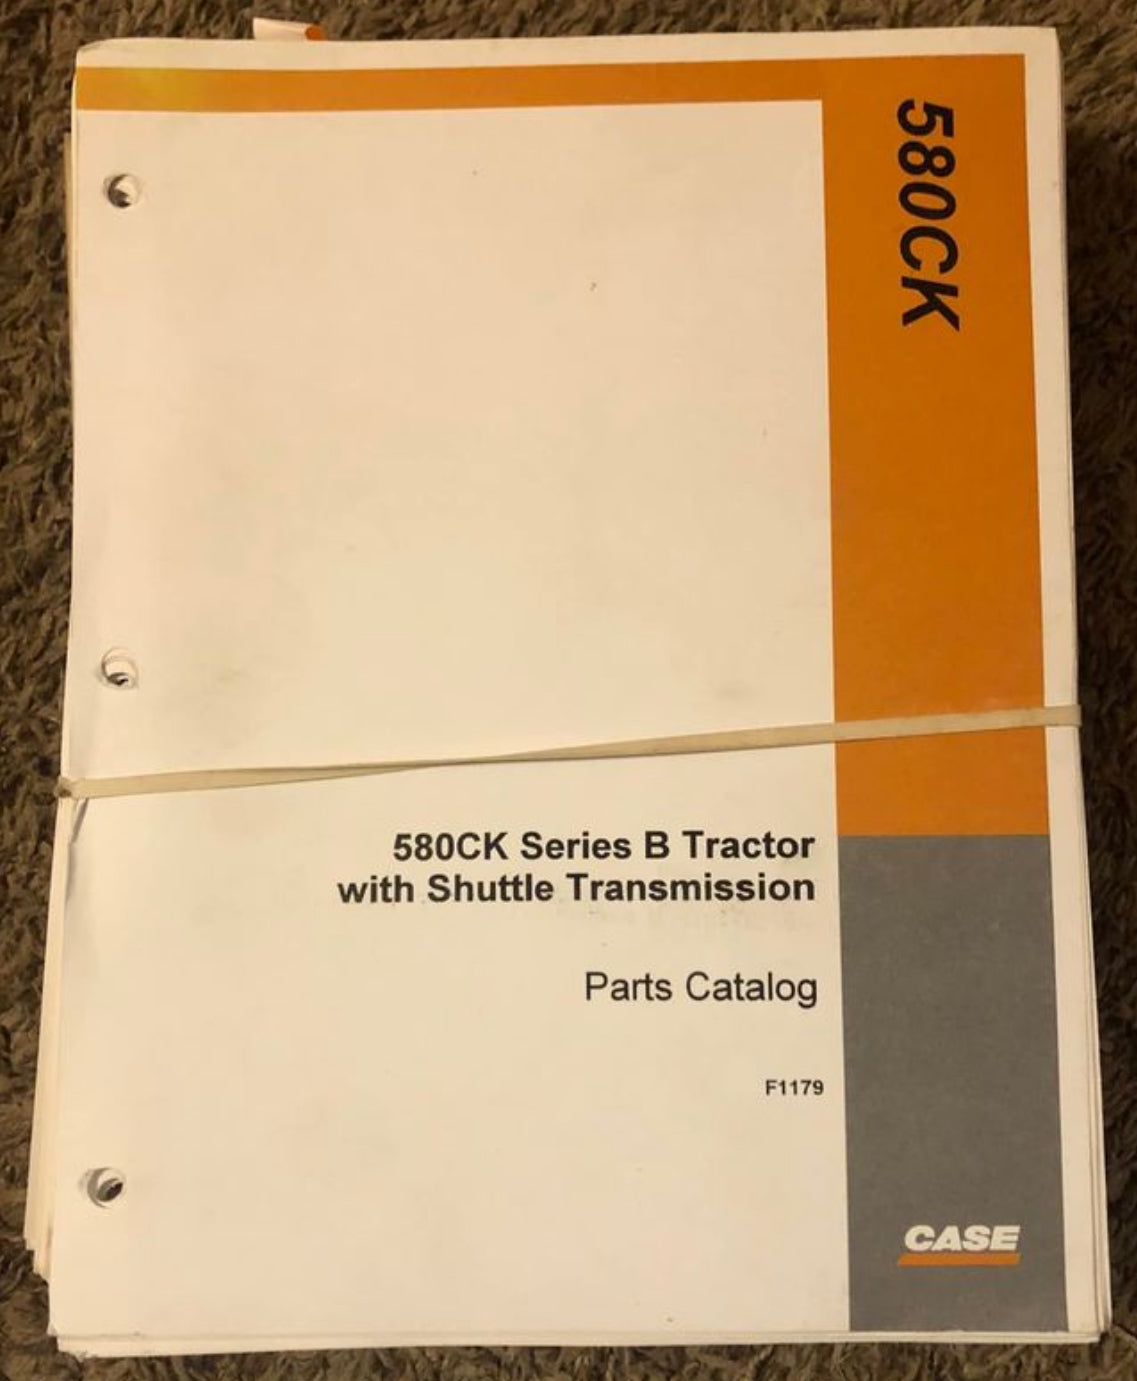 580CK
580CK Series B Tractor
with Shuttle Transmission
Parts Catalog
F1179
CASE